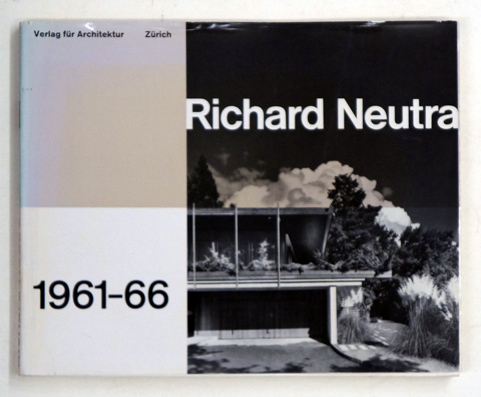 Verlag für Architektur Zürich
Richard Neutra
1961–66